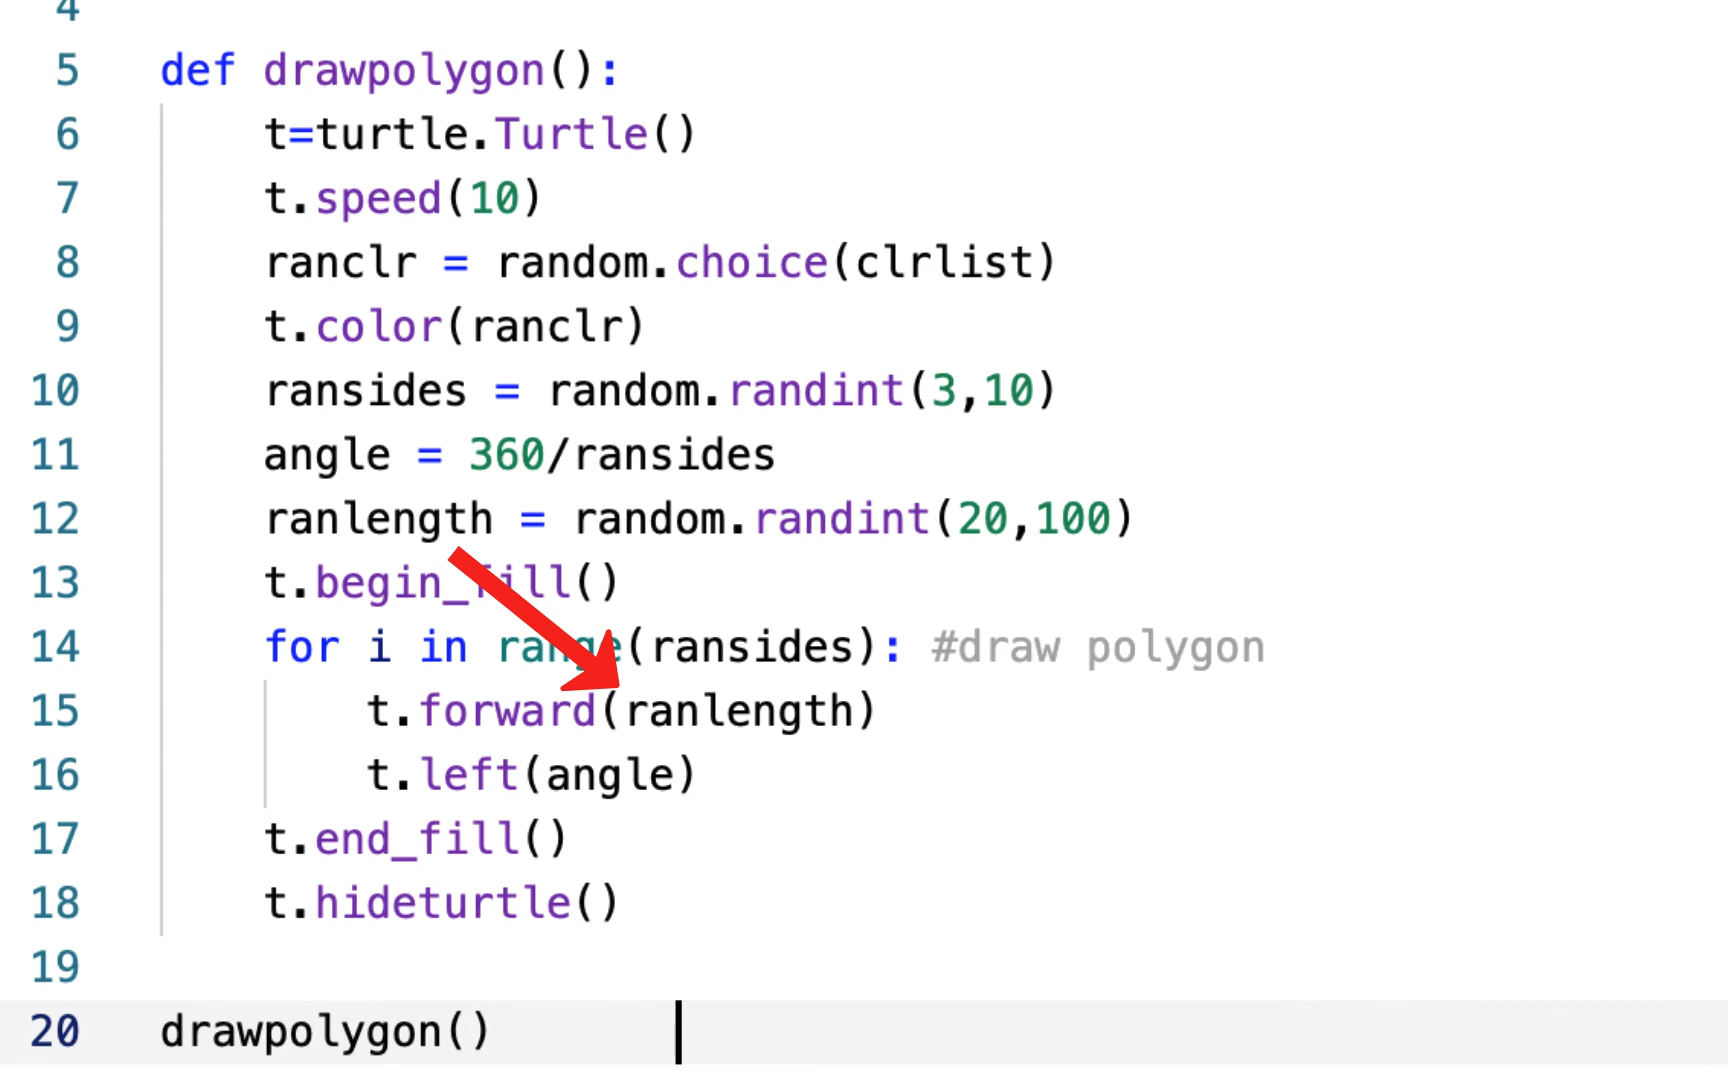 4
5 def drawpolygon():
6 t=turtle.Turtle()
7 t.speed(10)
8 ranclr = random.choice(clrlist)
9 t.color(ranclr)
10 ransides = random.randint(3,10)
11 angle = 360/ransides
12 ranlength = random.randint(20,100)
13 t.begin_fill()
14 for i in range(ransides): #draw polygon
15 t.forward(ranlength)
16 t.left(angle)
17 t.end_fill()
18 t.hideturtle()
19
20 drawpolygon()